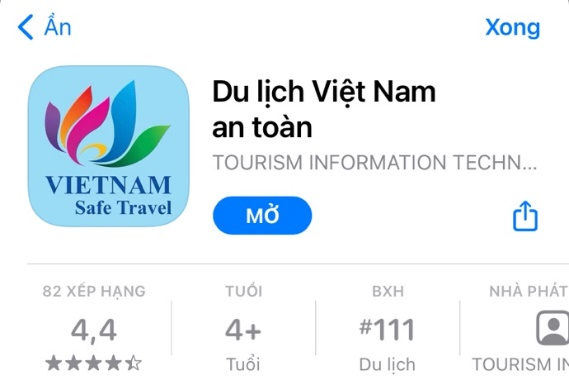 Ẩn
Xong
VIETNAM
Safe Travel
Du lịch Việt Nam
an toàn
TOURISM INFORMATION TECHN...
MỞ
82 XẾP HẠNG
4,4
TUỔI
4+
Tuổi
BXH
#111
Du lịch
NHÀ PHÁT
TOURISM IN